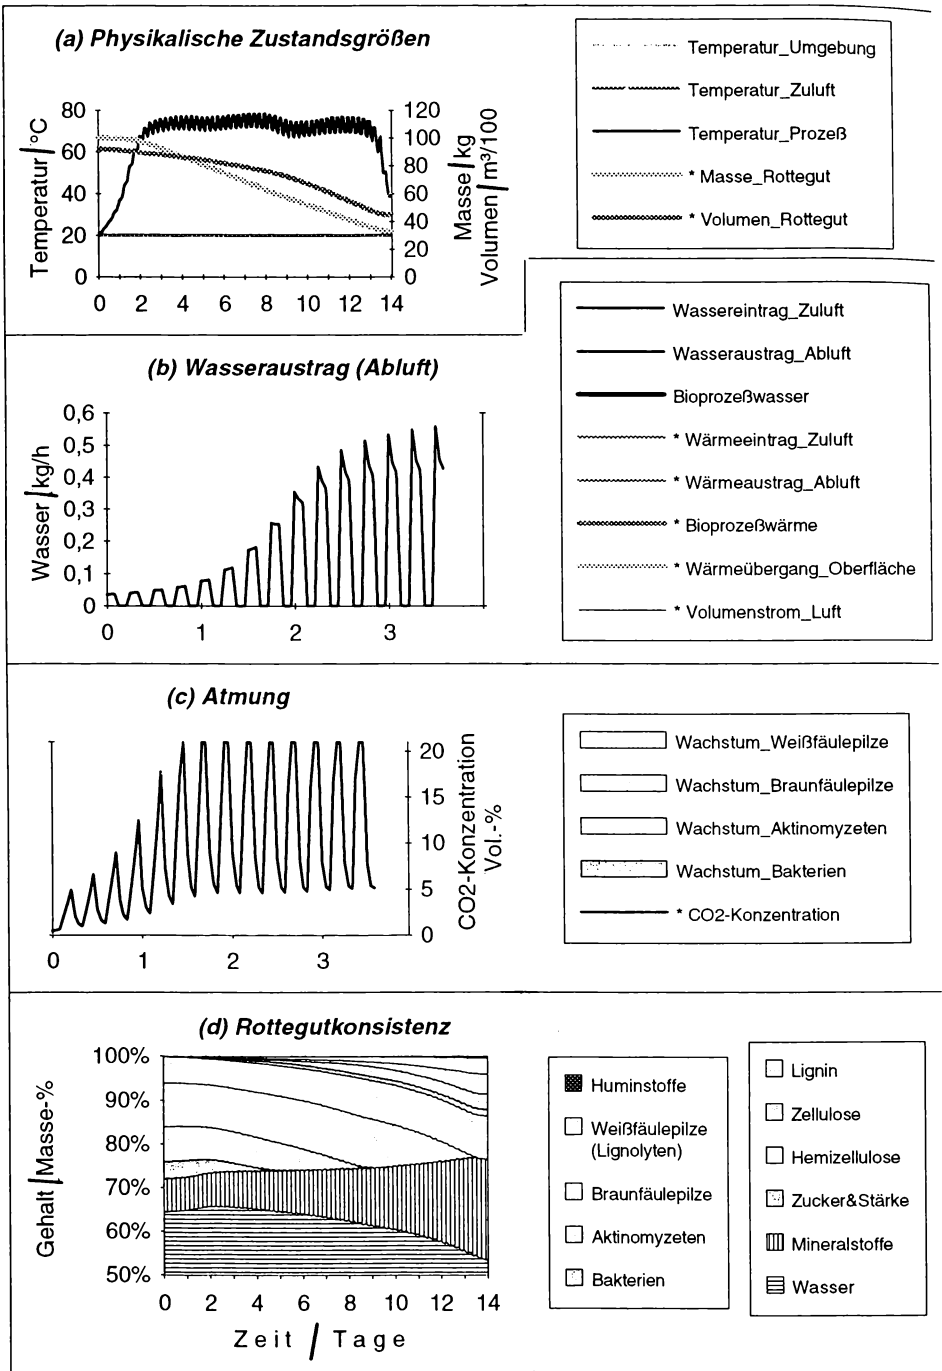 (a) Physikalische Zustandsgrößen
Temperatur / °C
80
60
40
20
0
120
100
80
60
40
20
0
Masse / kg
Volumen / m³/100
0 2 4 6 8 10 12 14
Temperatur_Umgebung
Temperatur_Zuluft
Temperatur_Prozeß
* Masse_Rottegut
* Volumen_Rottegut
(b) Wasseraustrag (Abluft)
Wasser / kg/h
0,6
0,5
0,4
0,3
0,2
0,1
0
0 1 2 3
Wassereintrag_Zuluft
Wasseraustrag_Abluft
Bioprozeßwasser
* Wärmeeintrag_Zuluft
* Wärmeaustrag_Abluft
* Bioprozeßwärme
* Wärmeübergang_Oberfläche
* Volumenstrom_Luft
(c) Atmung
20
15
10
5
0
CO2-Konzentration
Vol.-%
0 1 2 3
Wachstum_Weißfäulepilze
Wachstum_Braunfäulepilze
Wachstum_Aktinomyzeten
Wachstum_Bakterien
* CO2-Konzentration
(d) Rottegutkonsistenz
Gehalt / Masse-%
100%
90%
80%
70%
60%
50%
0 2 4 6 8 10 12 14
Zeit / Tage
Huminstoffe
Weißfäulepilze
(Lignolyten)
Braunfäulepilze
Aktinomyzeten
Bakterien
Lignin
Zellulose
Hemizellulose
Zucker&Stärke
Mineralstoffe
Wasser